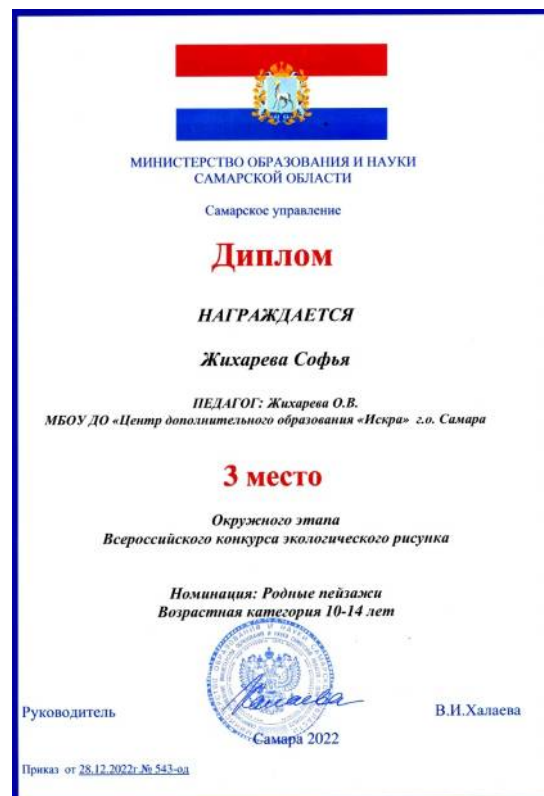 МИНИСТЕРСТВО ОБРАЗОВАНИЯ И НАУКИ
САМАРСКОЙ ОБЛАСТИ
Самарское управление
Диплом
НАГРАЖДАЕТСЯ
Жихарева Софья
ПЕДАГОГ: Жихарева О.В.
МБОУ ДО «Центр дополнительного образования «Искра» г.о. Самара
3 место
Окружного этапа
Всероссийского конкурса экологического рисунка
Номинация: Родные пейзажи
Возрастная категория 10-14 лет
Руководитель
В.И.Халаева
Самара 2022
Приказ от 28.12.2022г.№ 543-од